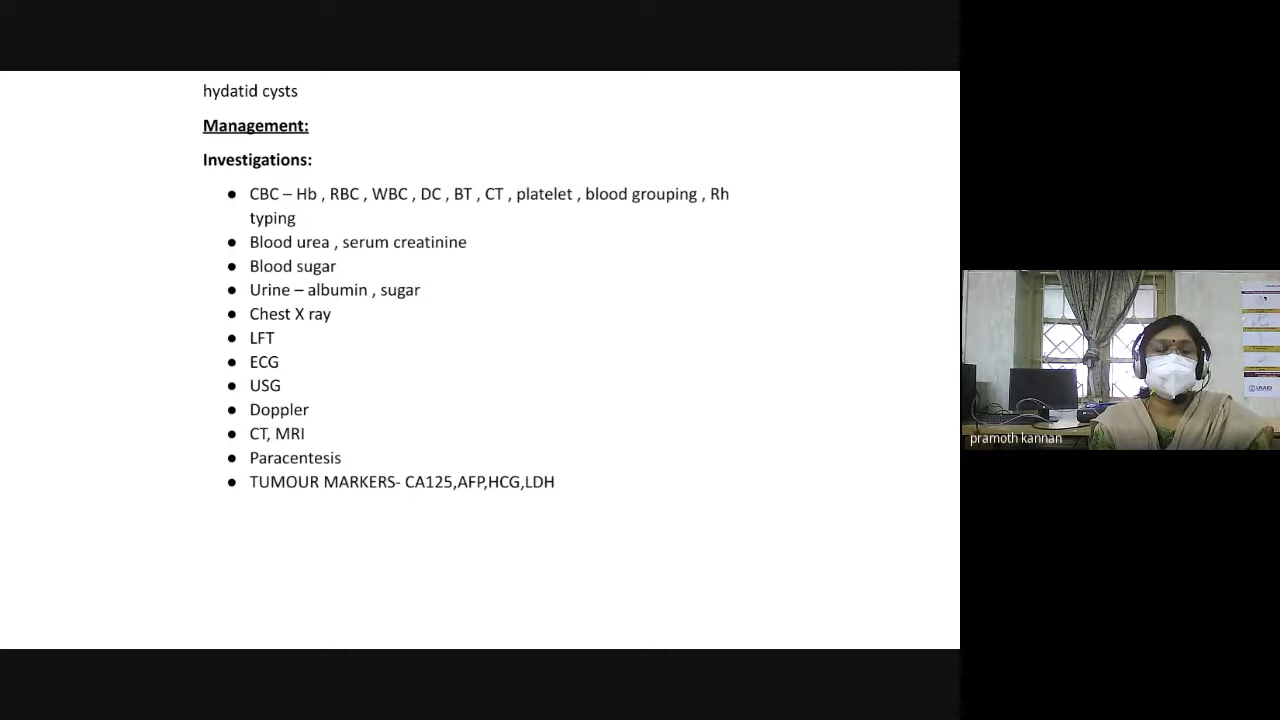 hydatid cysts
Management:
Investigations:
● CBC – Hb , RBC , WBC , DC , BT , CT , platelet , blood grouping , Rh
typing
● Blood urea , serum creatinine
● Blood sugar
● Urine – albumin , sugar
● Chest X ray
● LFT
● ECG
● USG
● Doppler
● CT, MRI
● Paracentesis
● TUMOUR MARKERS- CA125,AFP,HCG,LDH
USAID
pramoth kannan